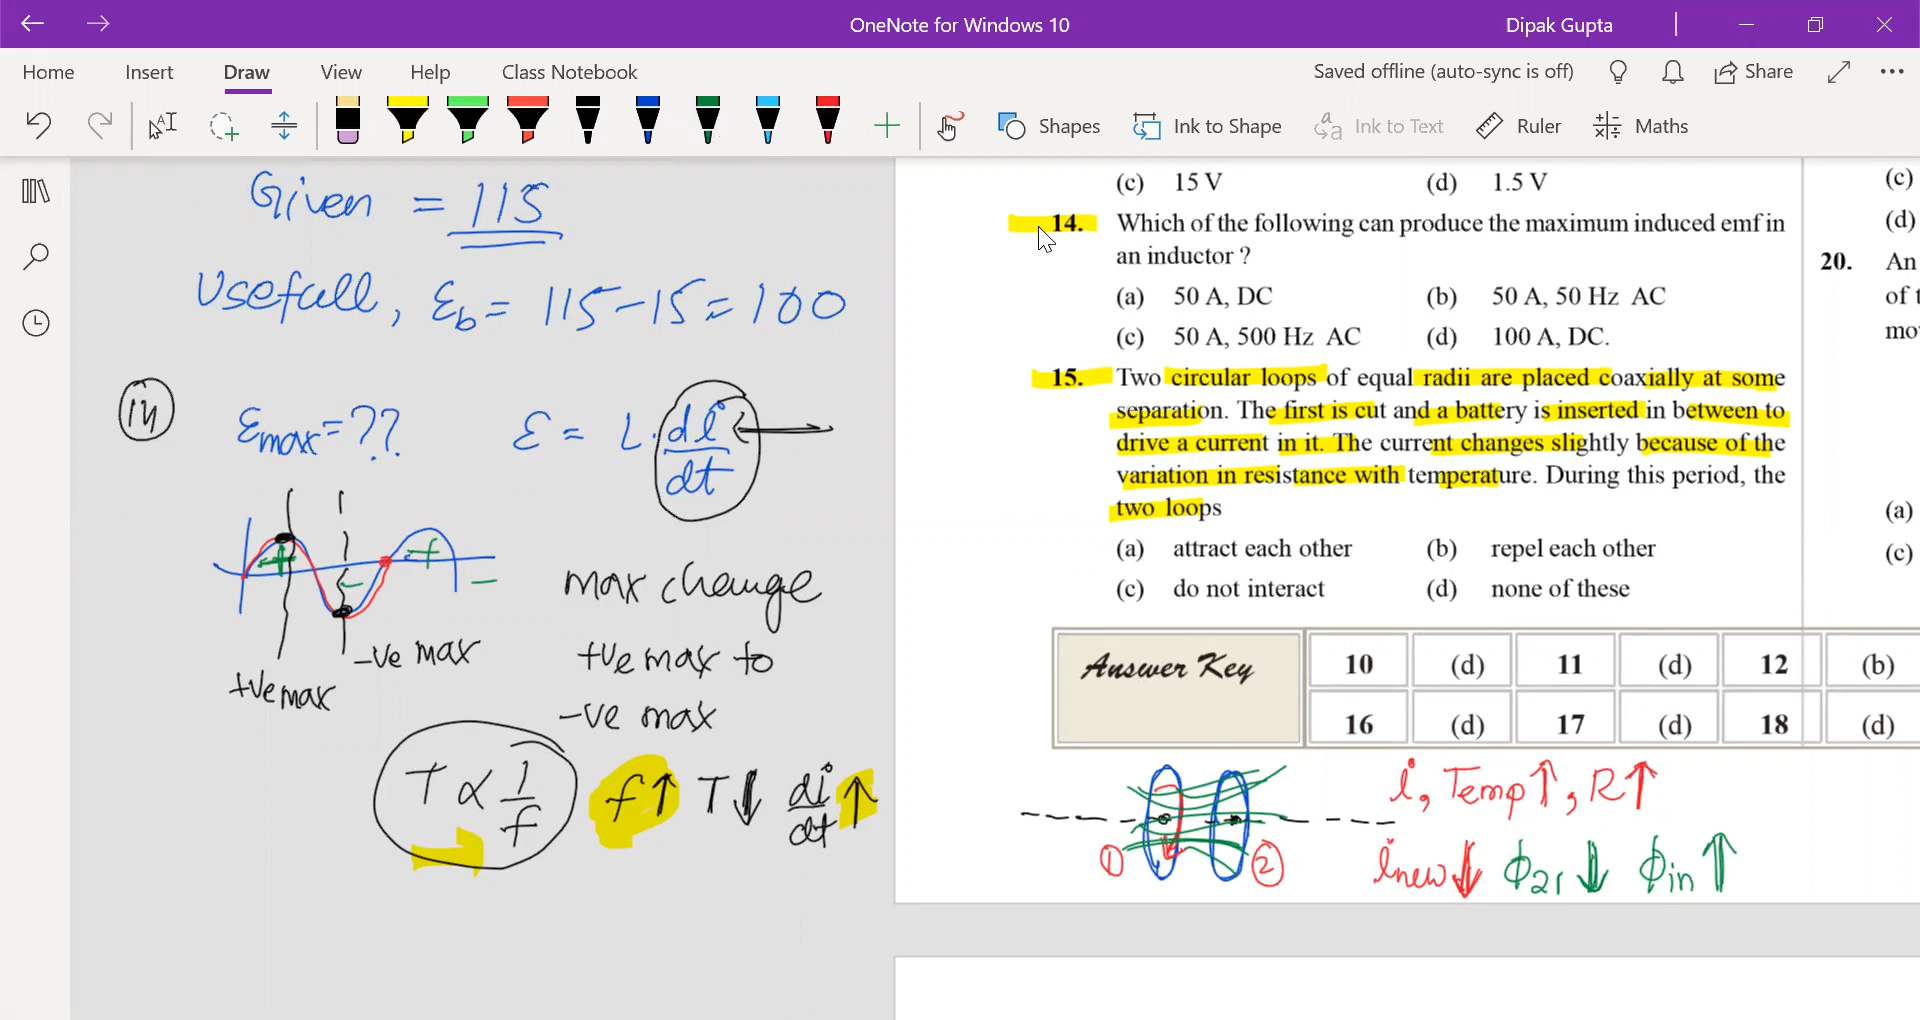 OneNote for Windows 10
Dipak Gupta
Home Insert Draw View Help Class Notebook
Saved offline (auto-sync is off) Share
Shapes Ink to Shape Ink to Text Ruler Maths
Given = 115
Usefull, Ɛb = 115-15 = 100
14
Ɛmax = ?? Ɛ = L. di/dt
+ - + -
+ve max
-ve max
max change
+ve max to
-ve max
T ∝ 1/f f↑ T↓ di/dt ↑
(c) 15 V (d) 1.5 V
14. Which of the following can produce the maximum induced emf in
an inductor ?
(a) 50 A, DC (b) 50 A, 50 Hz AC
(c) 50 A, 500 Hz AC (d) 100 A, DC.
15. Two circular loops of equal radii are placed coaxially at some
separation. The first is cut and a battery is inserted in between to
drive a current in it. The current changes slightly because of the
variation in resistance with temperature. During this period, the
two loops
(a) attract each other (b) repel each other
(c) do not interact (d) none of these
Answer Key 10 (d) 11 (d) 12 (b)
16 (d) 17 (d) 18 (d)
i, Temp↑, R↑
1 2
inew↓ ϕ21↓ ϕin↑
(c)
(d)
20. An
of t
mo
(a)
(c)